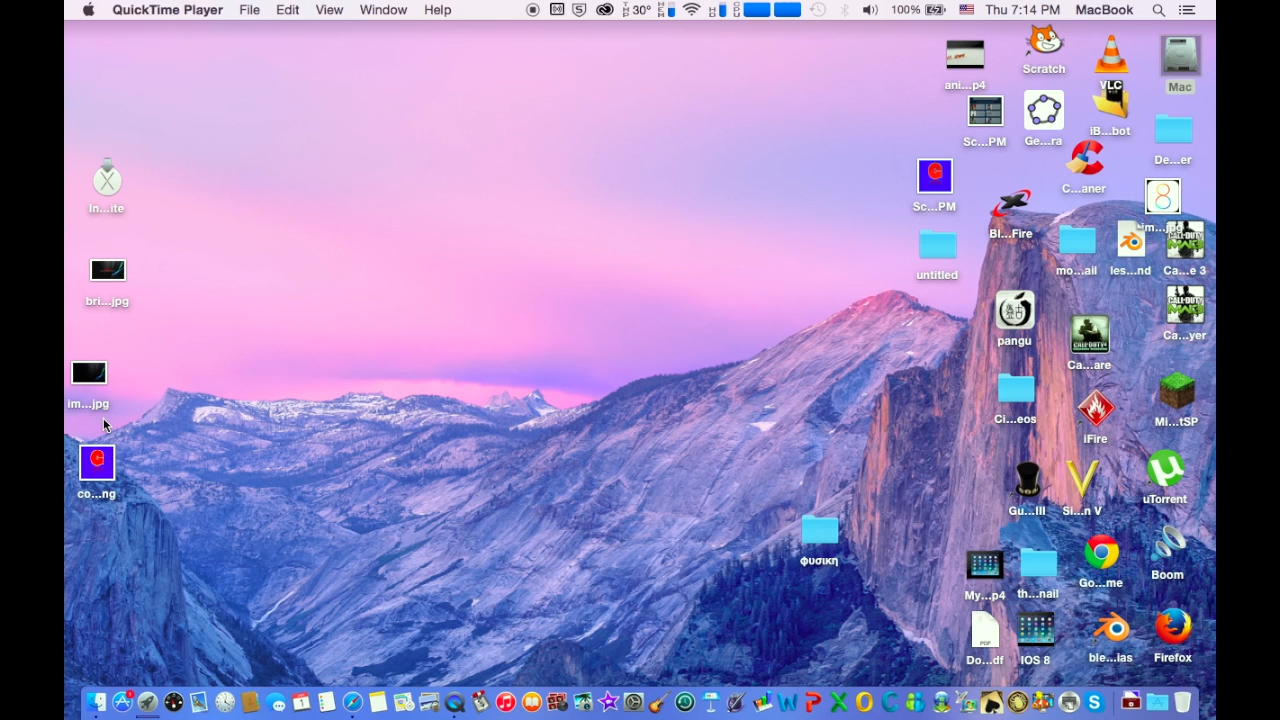 QuickTime Player File Edit View Window Help 30° 100% Thu 7:14 PM MacBook
ani...p4
Scratch
VLC
Mac
Sc...PM
Ge...ra
iB...bot
De...er
In...ite
Sc...PM
C...aner
im...jpg
Bl...Fire
untitled
mo...ail
les...nd
Ca...e 3
bri...jpg
pangu
Ca...are
Ca...yer
im...jpg
Ci...eos
iFire
Mi...tSP
co...ng
Gu...III
Si...n V
uTorrent
φυσικη
My...p4
th...nail
Go...me
Boom
Do...df
IOS 8
ble...ias
Firefox